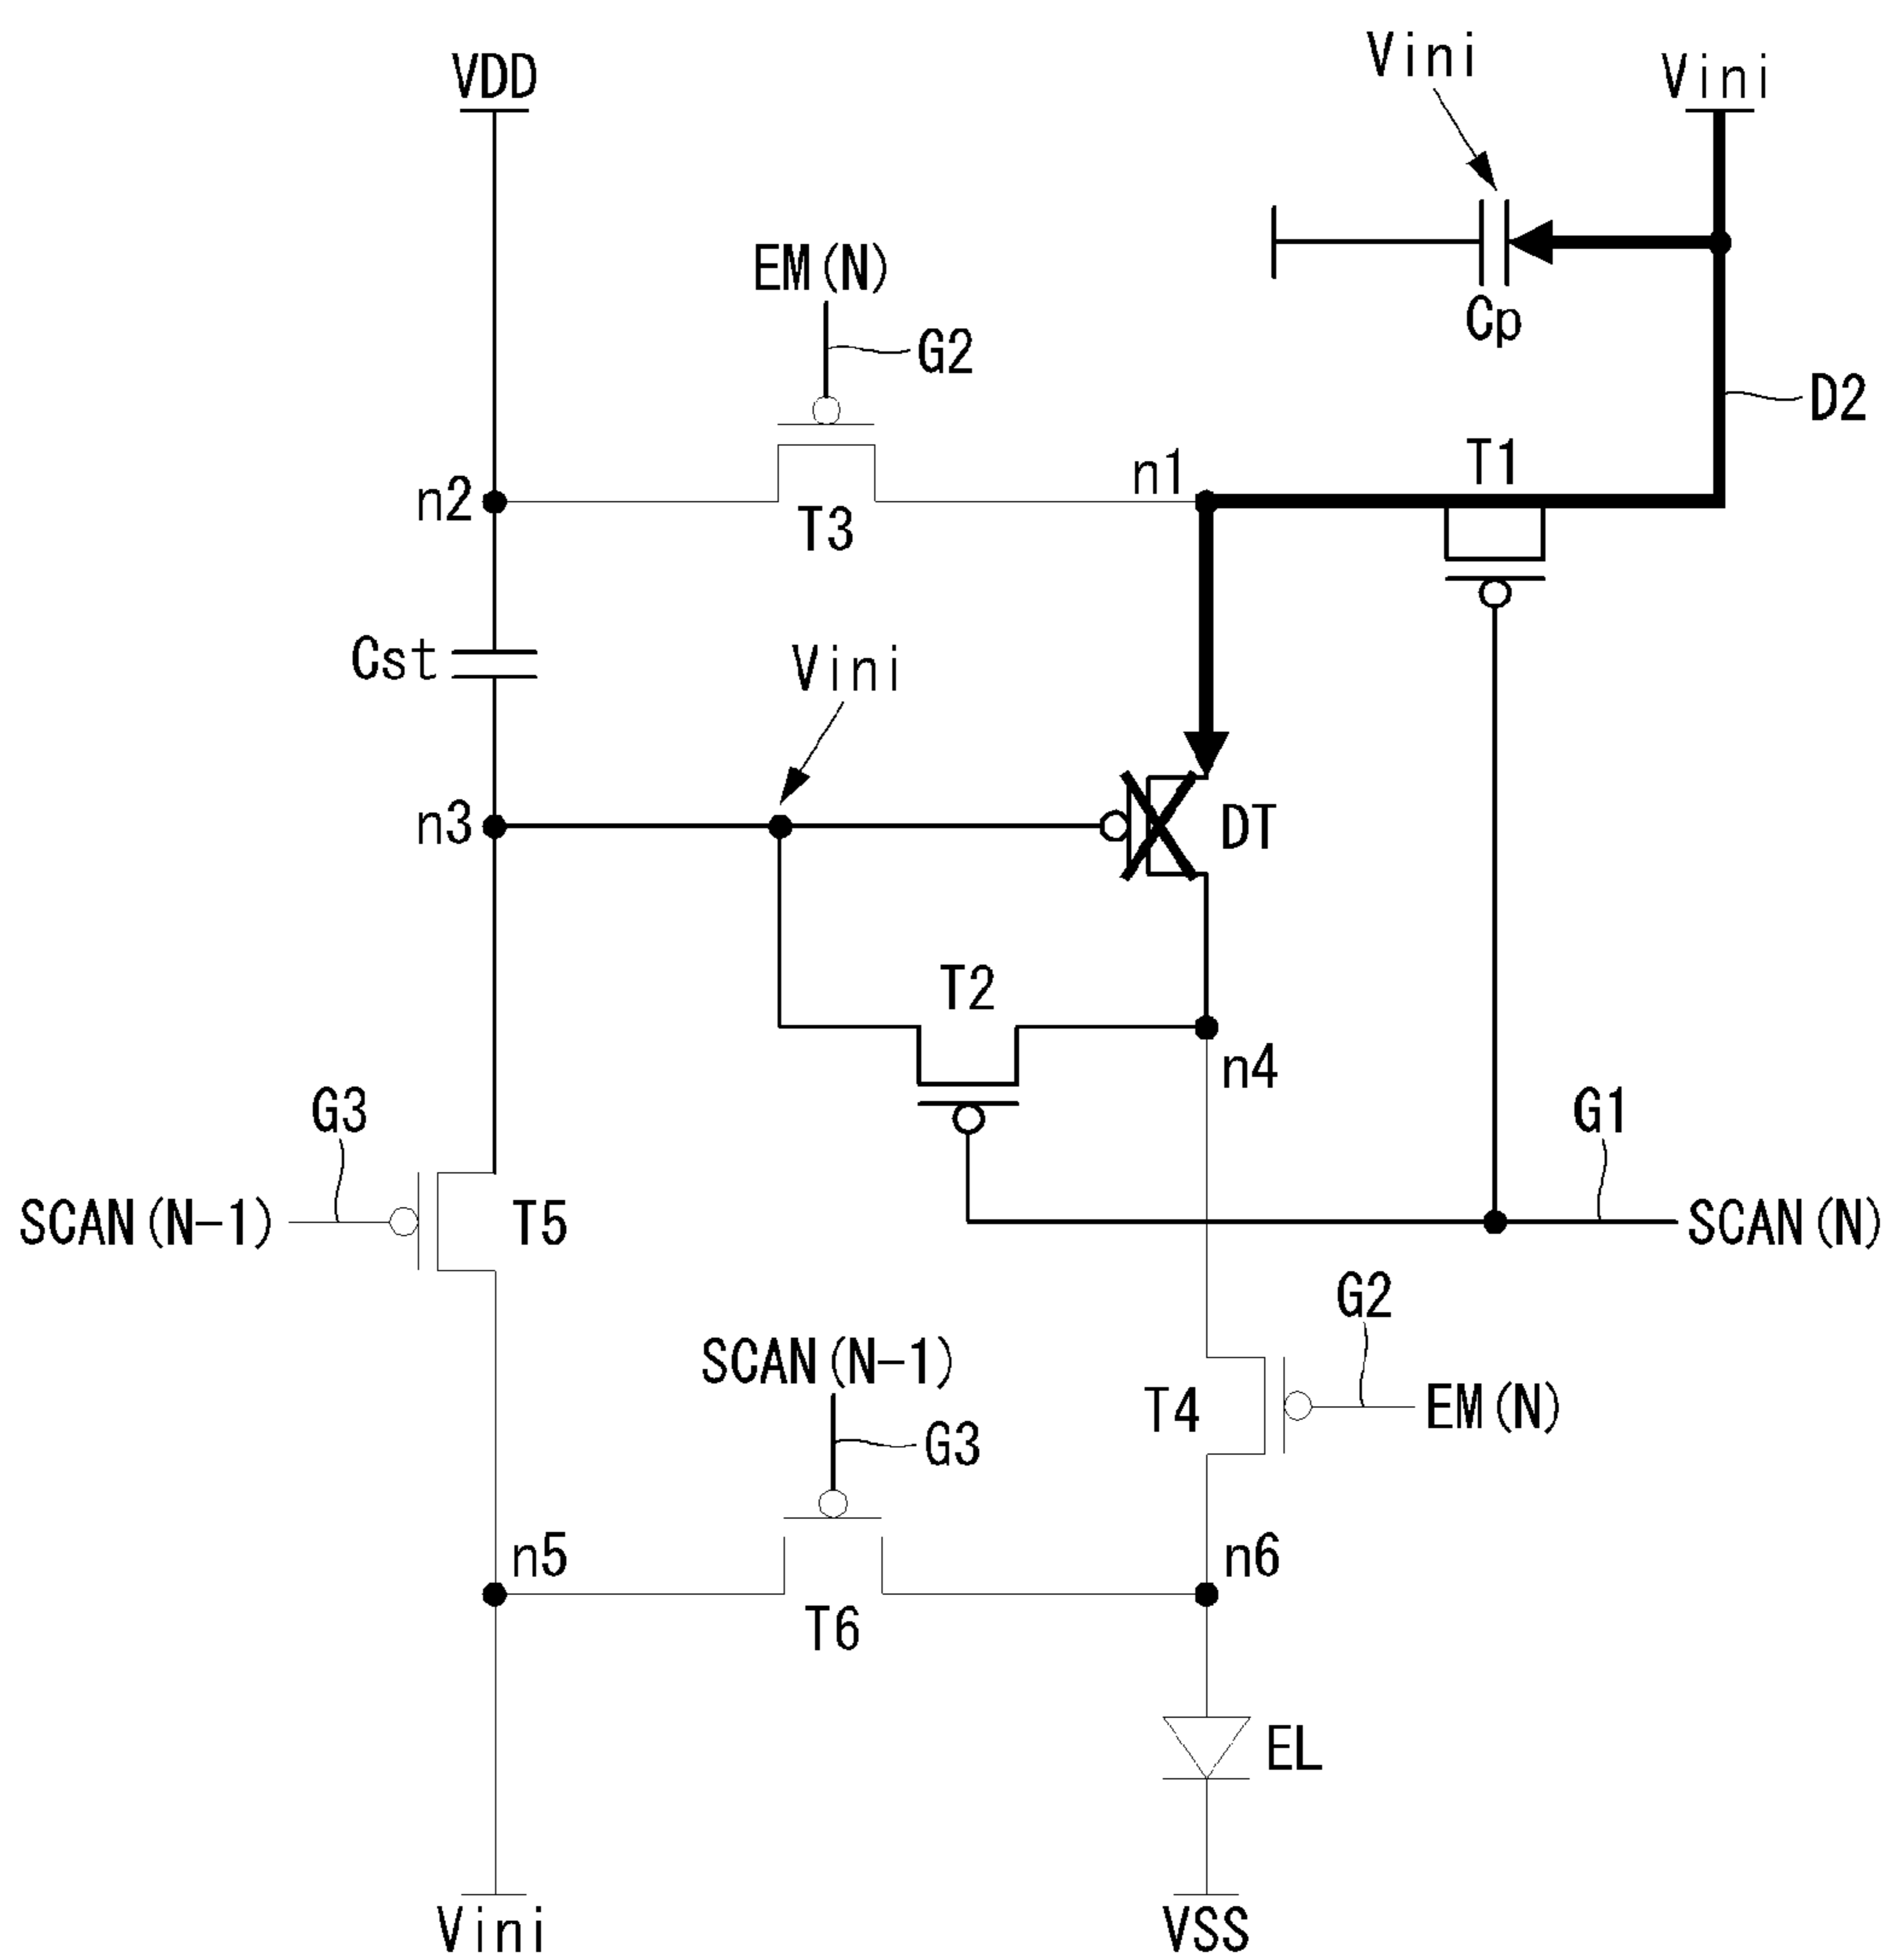 VDD
Vini
Vini
EM(N)
G2
Cp
D2
T1
n1
n2
T3
Cst
Vini
n3
DT
T2
n4
G3
G1
SCAN(N-1)
T5
SCAN(N)
G2
SCAN(N-1)
T4
EM(N)
G3
n5
n6
T6
EL
Vini
VSS